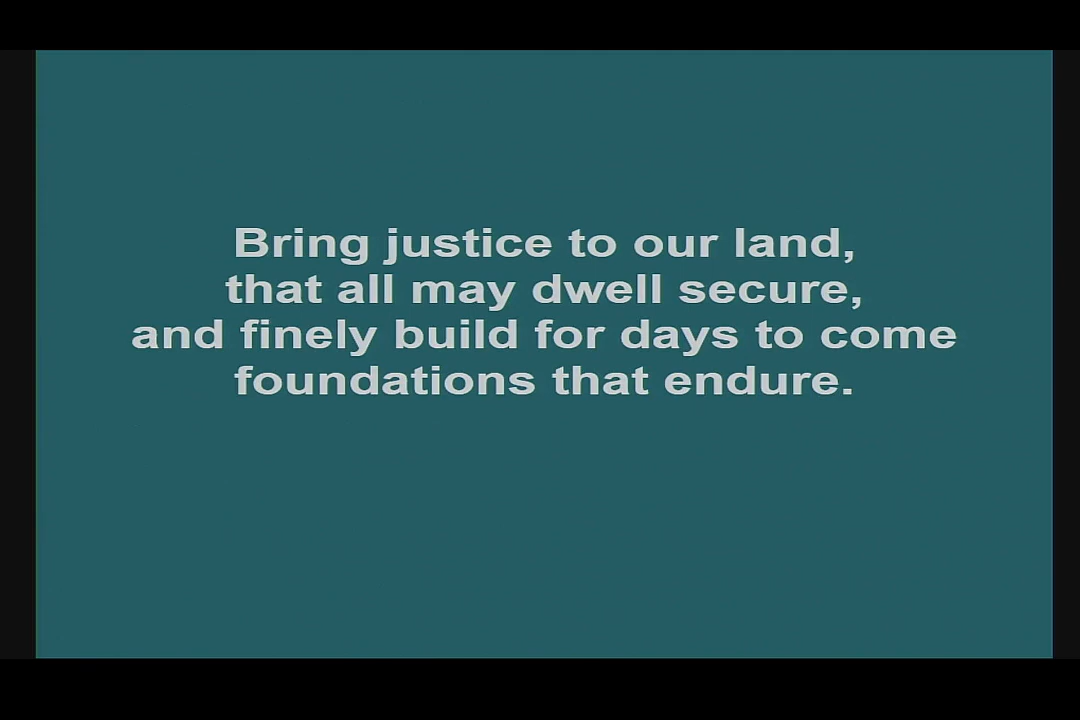 Bring justice to our land,
that all may dwell secure,
and finely build for days to come
foundations that endure.